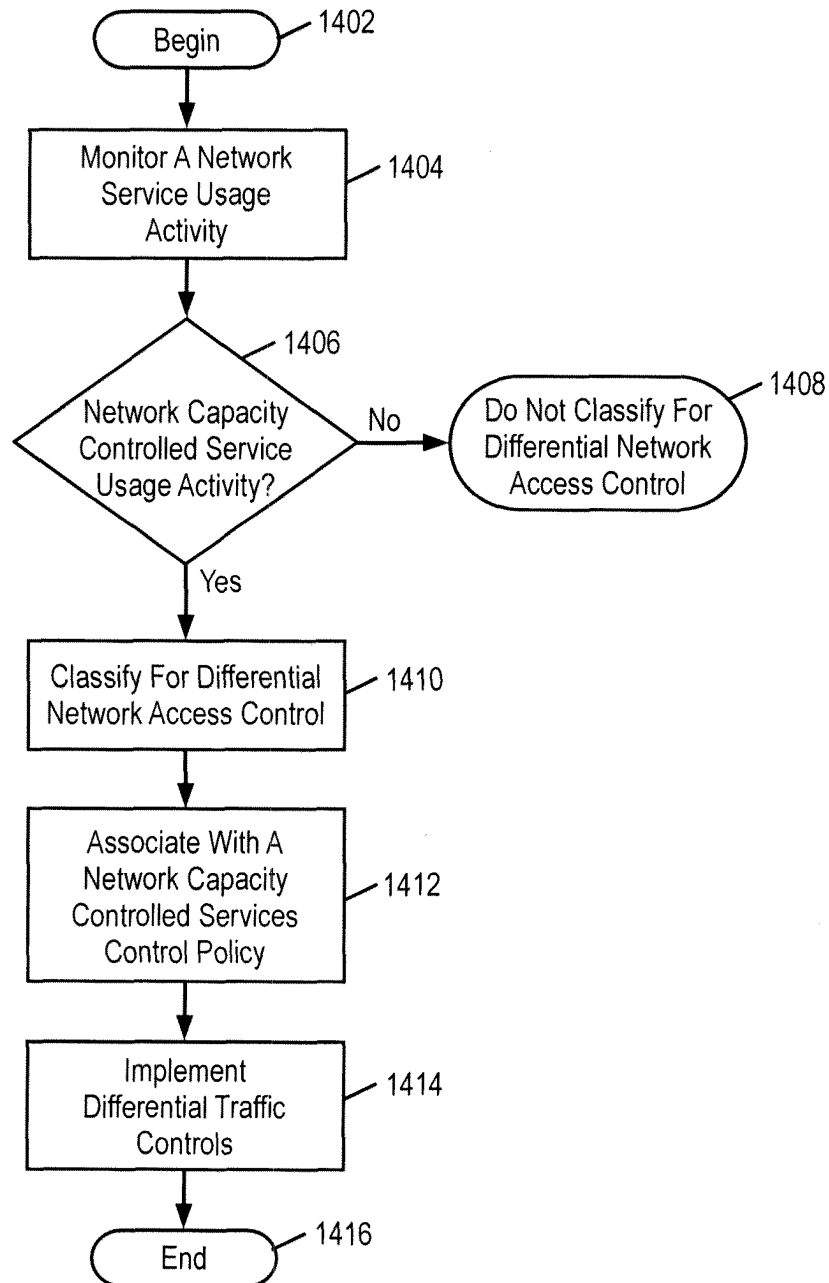 Begin
1402
Monitor A Network
Service Usage
Activity
1404
1406
Network Capacity
Controlled Service
Usage Activity?
No
Do Not Classify For
Differential Network
Access Control
1408
Yes
Classify For Differential
Network Access Control
1410
Associate With A
Network Capacity
Controlled Services
Control Policy
1412
Implement
Differential Traffic
Controls
1414
End
1416